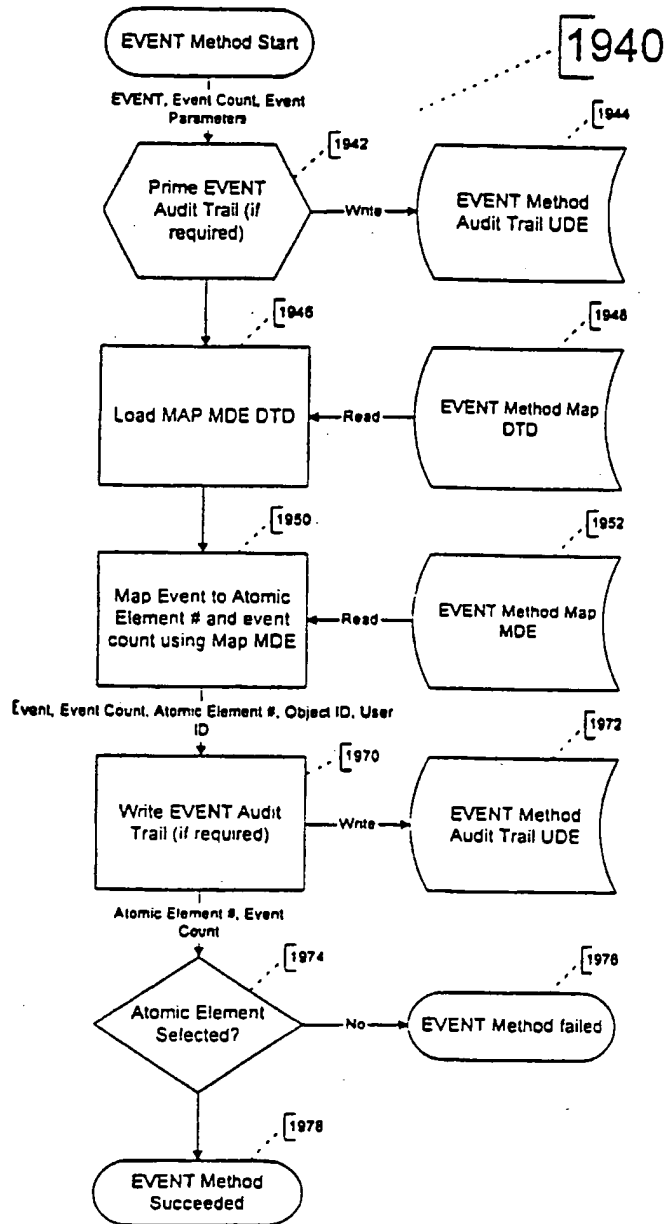 EVENT Method Start
1940
EVENT, Event Count, Event
Parameters
1942
1944
Prime EVENT
Audit Trail (if
required)
Write
EVENT Method
Audit Trail UDE
1946
1948
Load MAP MDE DTD
Read
EVENT Method Map
DTD
1950
1952
Map Event to Atomic
Element # and event
count using Map MDE
Read
EVENT Method Map
MDE
Event, Event Count, Atomic Element #, Object ID, User
ID
1970
1972
Write EVENT Audit
Trail (if required)
Write
EVENT Method
Audit Trail UDE
Atomic Element #, Event
Count
1974
1976
Atomic Element
Selected?
No
EVENT Method failed
1978
EVENT Method
Succeeded